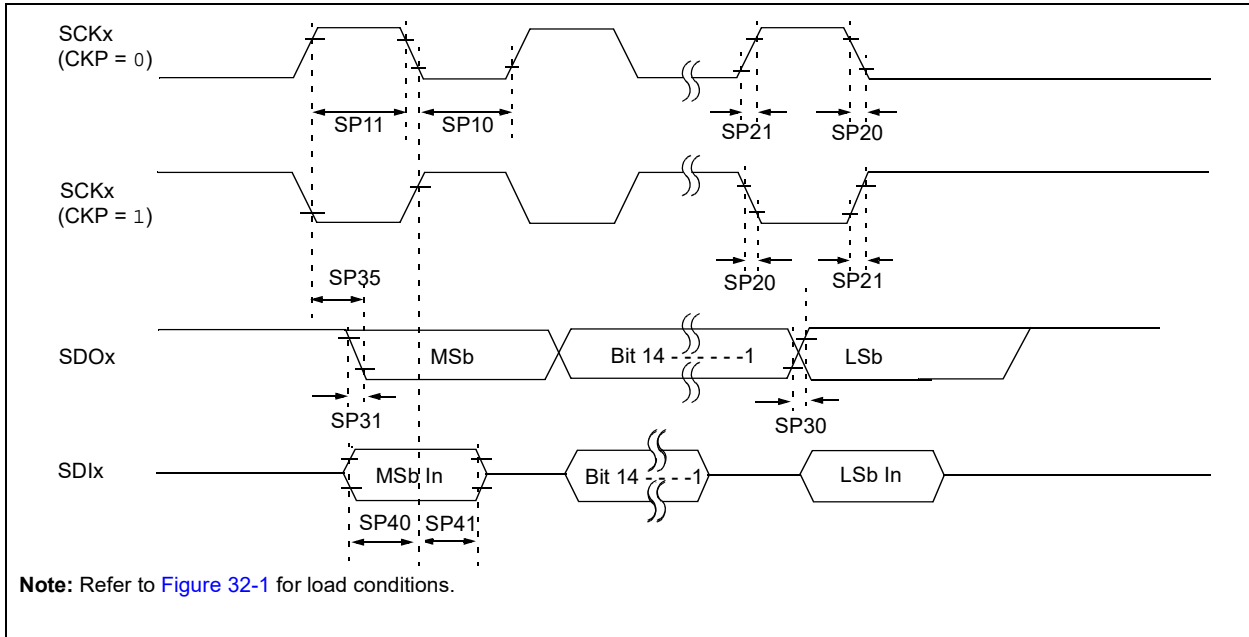 SCKx
(CKP = 0)
SP11
SP10
SP21
SP20
SCKx
(CKP = 1)
SP35
SP20
SP21
SDOx
MSb
Bit 14 - - - - - -1
LSb
SP31
SP30
SDIx
MSb In
Bit 14 - - - - -1
LSb In
SP40
SP41
Note: Refer to Figure 32-1 for load conditions.